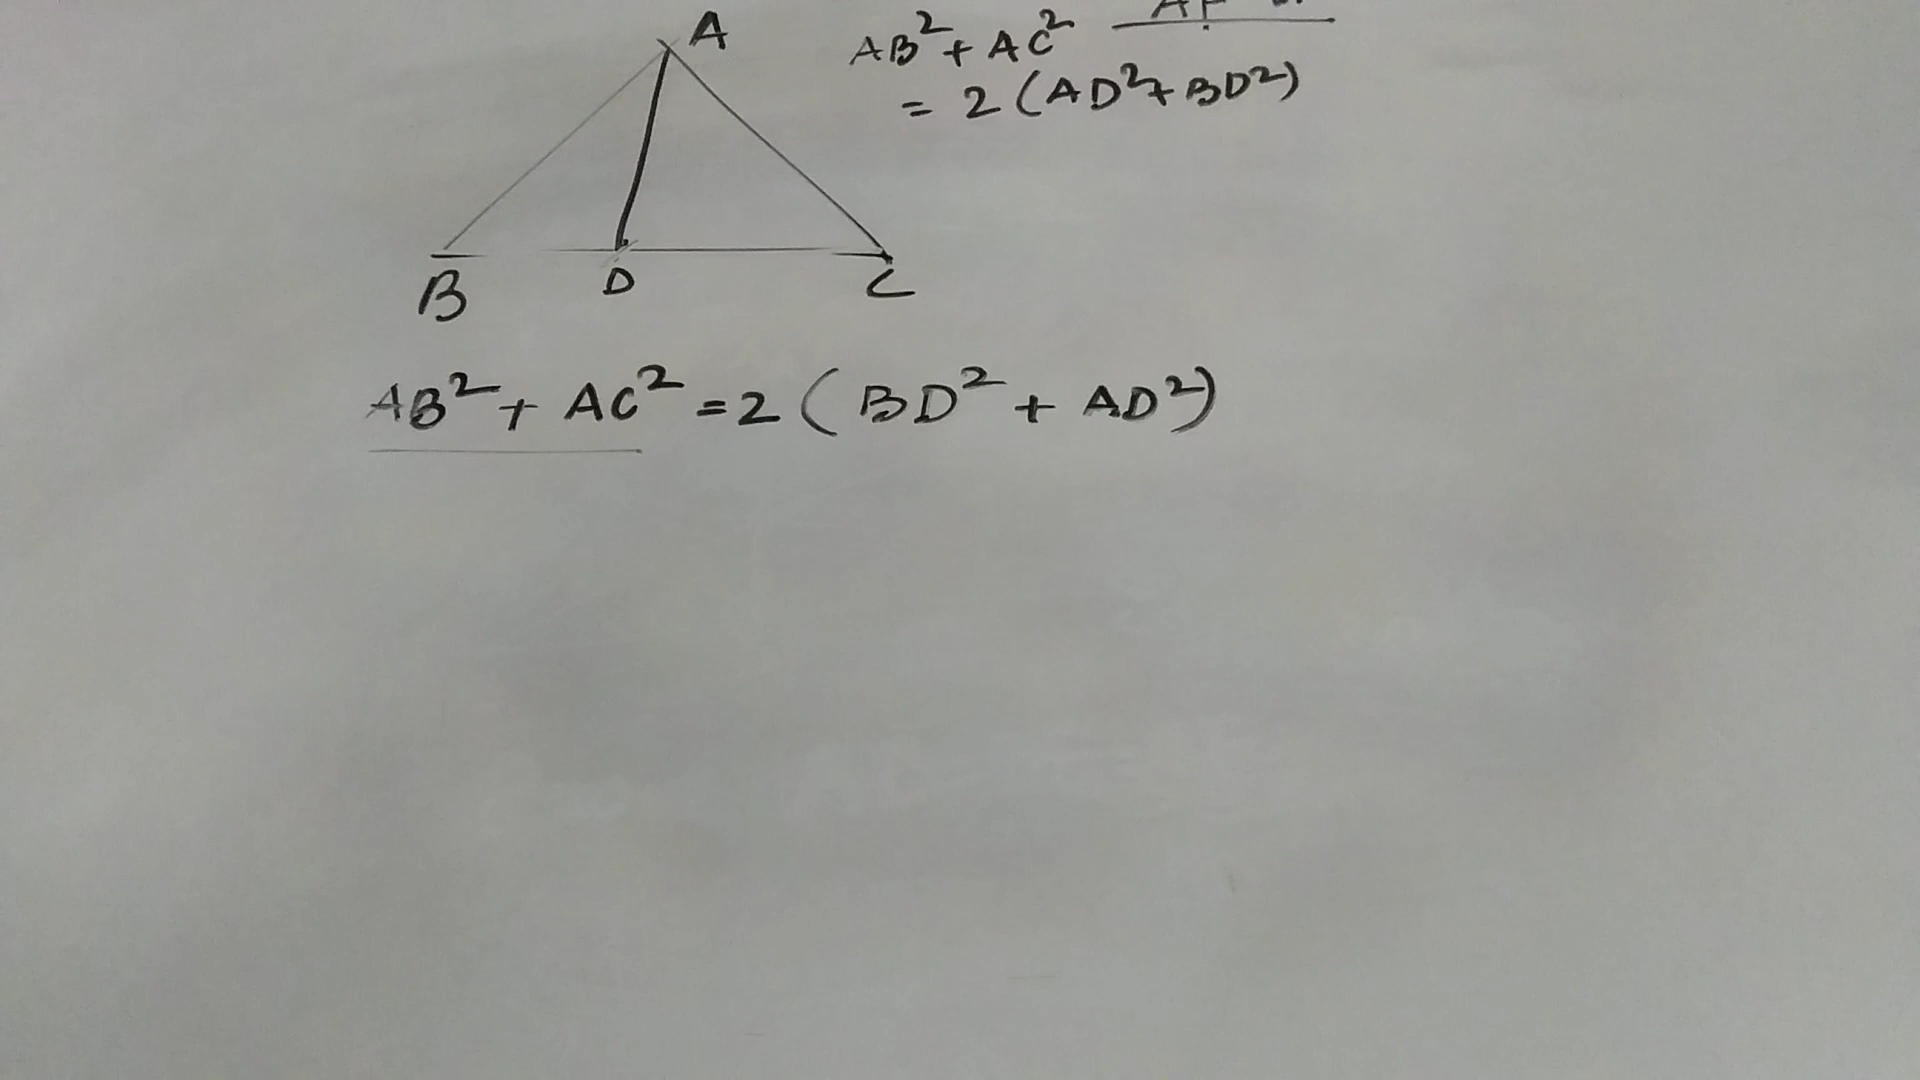 A
AB² + AC²
= 2 (AD² + BD²)
B D C
AB² + AC² = 2 ( BD² + AD²)